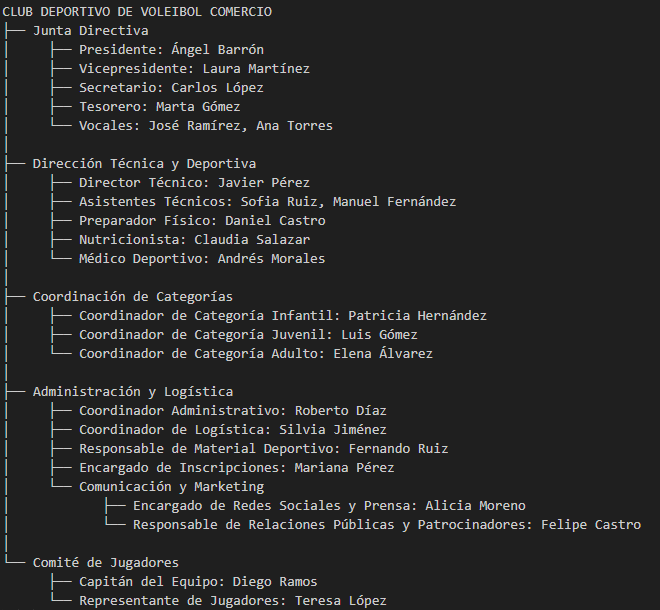 CLUB DEPORTIVO DE VOLEIBOL COMERCIO
├── Junta Directiva
│     ├── Presidente: Ángel Barrón
│     ├── Vicepresidente: Laura Martínez
│     ├── Secretario: Carlos López
│     ├── Tesorero: Marta Gómez
│     └── Vocales: José Ramírez, Ana Torres
│
├── Dirección Técnica y Deportiva
│     ├── Director Técnico: Javier Pérez
│     ├── Asistentes Técnicos: Sofia Ruiz, Manuel Fernández
│     ├── Preparador Físico: Daniel Castro
│     ├── Nutricionista: Claudia Salazar
│     └── Médico Deportivo: Andrés Morales
│
├── Coordinación de Categorías
│     ├── Coordinador de Categoría Infantil: Patricia Hernández
│     ├── Coordinador de Categoría Juvenil: Luis Gómez
│     └── Coordinador de Categoría Adulto: Elena Álvarez
│
├── Administración y Logística
│     ├── Coordinador Administrativo: Roberto Díaz
│     ├── Coordinador de Logística: Silvia Jiménez
│     ├── Responsable de Material Deportivo: Fernando Ruiz
│     ├── Encargado de Inscripciones: Mariana Pérez
│     └── Comunicación y Marketing
│            ├── Encargado de Redes Sociales y Prensa: Alicia Moreno
│            └── Responsable de Relaciones Públicas y Patrocinadores: Felipe Castro
│
└── Comité de Jugadores
      ├── Capitán del Equipo: Diego Ramos
      └── Representante de Jugadores: Teresa López